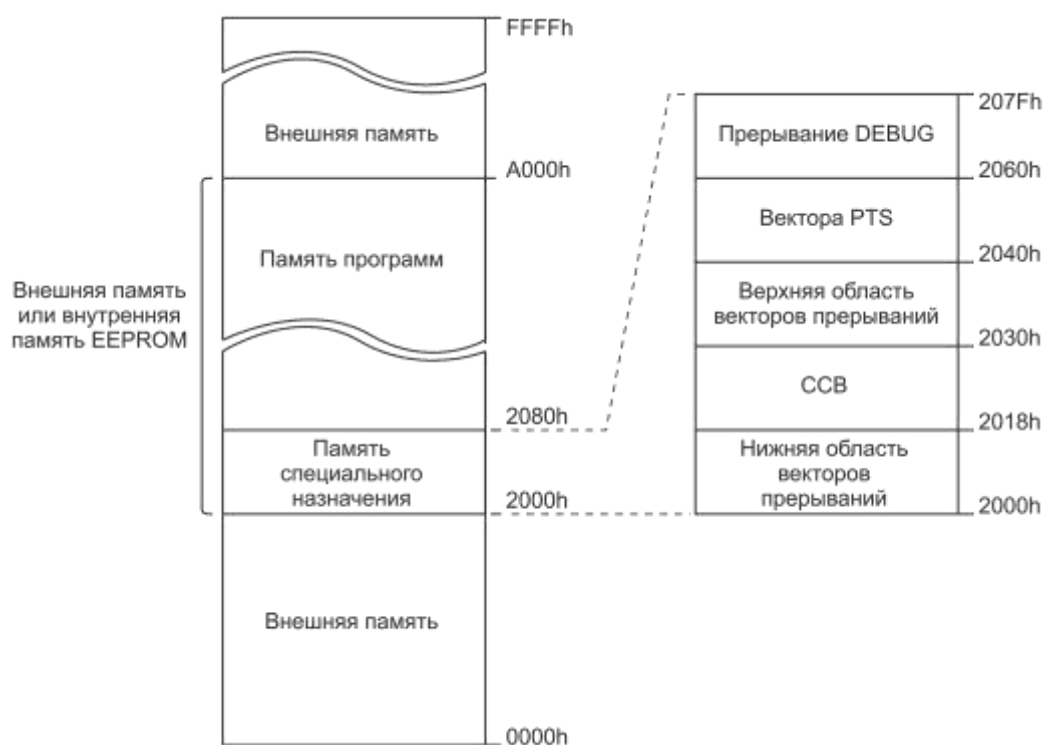 FFFFh
Внешняя память
A000h
Память программ
Внешняя память
или внутренняя
память EEPROM
2080h
Память
специального
назначения
2000h
Внешняя память
0000h
207Fh
Прерывание DEBUG
2060h
Вектора PTS
2040h
Верхняя область
векторов прерываний
2030h
CCB
2018h
Нижняя область
векторов
прерываний
2000h